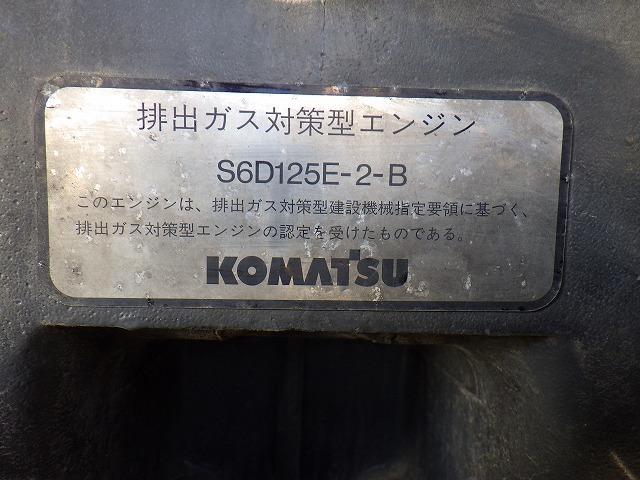 排出ガス対策型エンジン
S6D125E-2-B
このエンジンは、排出ガス対策型建設機械指定要領に基づく、
排出ガス対策型エンジンの認定を受けたものである。
KOMATSU